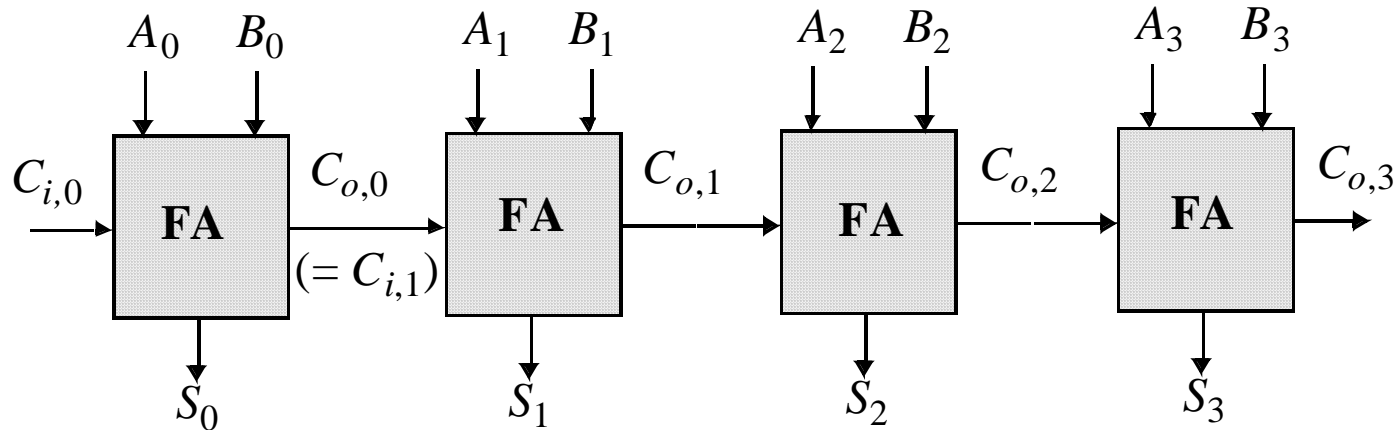 A0 B0 A1 B1 A2 B2 A3 B3
Ci,0 FA Co,0 FA Co,1 FA Co,2 FA Co,3
(= Ci,1)
S0 S1 S2 S3